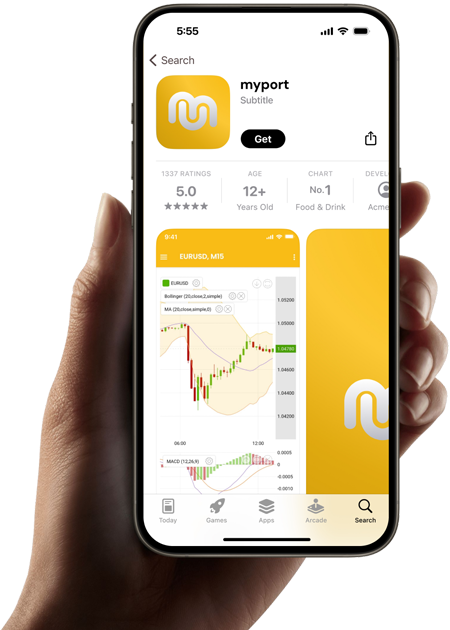 5:55
Search
myport
Subtitle
Get
1337 RATINGS
5.0
AGE
12+
Years Old
CHART
No.1
Food & Drink
DEVEL
Acme
9:41
EURUSD, M15
EURUSD
Bollinger (20,close,2,simple)
MA (20,close,simple,0)
1.05200
1.05000
1.04780
1.04600
1.04400
1.04200
06:00
12:00
MACD (12,26,9)
0.0005
0
-0.0005
-0.0010
Today
Games
Apps
Arcade
Search